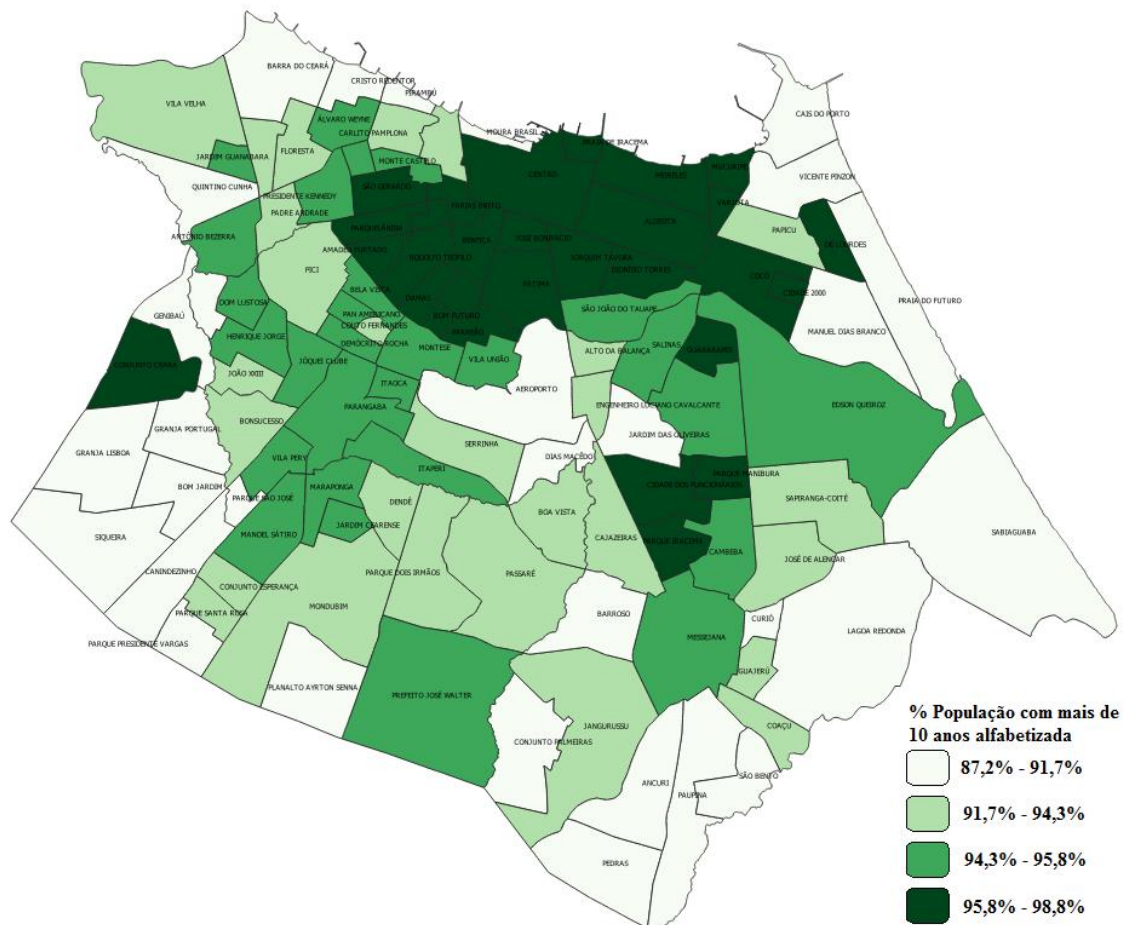 BARRA DO CEARÁ
CRISTO REDENTOR
PIRAMBÚ
VILA VELHA
CAIS DO PORTO
ÁLVARO WEYNE
CARLITO PAMPLONA
MOURA BRASIL
PRAIA DE IRACEMA
FLORESTA
JARDIM GUANABARA
MONTE CASTELO
CENTRO
MEIRELES
MUCURIPE
VICENTE PINZON
QUINTINO CUNHA
PRESIDENTE KENNEDY
SÃO GERARDO
FARIAS BRITO
VARJOTA
PADRE ANDRADE
ALDEOTA
PAPICU
PARQUELÂNDIA
ANTÔNIO BEZERRA
BENFICA
JOSÉ BONIFÁCIO
DE LOURDES
AMADEU FURTADO
RODOLFO TEÓFILO
JOAQUIM TÁVORA
PICI
DIONÍSIO TORRES
COCÓ
BELA VISTA
FÁTIMA
CIDADE 2000
PRAIA DO FUTURO
DOM LUSTOSA
DAMAS
PAN AMERICANO
BOM FUTURO
SÃO JOÃO DO TAUAPE
GENIBAÚ
COUTO FERNANDES
PARREÃO
MANUEL DIAS BRANCO
HENRIQUE JORGE
DEMÓCRITO ROCHA
MONTESE
SALINAS
GUARARAPES
VILA UNIÃO
ALTO DA BALANÇA
CONJUNTO CEARÁ
JÓQUEI CLUBE
JOÃO XXIII
ITAOCA
AEROPORTO
PARANGABA
ENGENHEIRO LUCIANO CAVALCANTE
EDSON QUEIROZ
BONSUCESSO
GRANJA PORTUGAL
JARDIM DAS OLIVEIRAS
SERRINHA
GRANJA LISBOA
DIAS MACÊDO
VILA PERY
ITAPERI
PARQUE MANIBURA
BOM JARDIM
MARAPONGA
CIDADE DOS FUNCIONÁRIOS
PARQUE SÃO JOSÉ
SAPIRANGA-COITÉ
DENDÊ
BOA VISTA
JARDIM CEARENSE
SABIAGUABA
MANOEL SÁTIRO
SIQUEIRA
CAJAZEIRAS
PARQUE IRACEMA
CAMBEBA
JOSÉ DE ALENCAR
CANINDEZINHO
PARQUE DOIS IRMÃOS
PASSARÉ
CONJUNTO ESPERANÇA
MONDUBIM
PARQUE SANTA ROSA
BARROSO
CURIÓ
LAGOA REDONDA
MESSEJANA
PARQUE PRESIDENTE VARGAS
GUAJERÚ
PLANALTO AYRTON SENNA
PREFEITO JOSÉ WALTER
JANGURUSSU
COAÇU
CONJUNTO PALMEIRAS
SÃO BENTO
ANCURI
PAUPINA
PEDRAS
% População com mais de
10 anos alfabetizada
87,2% - 91,7%
91,7% - 94,3%
94,3% - 95,8%
95,8% - 98,8%